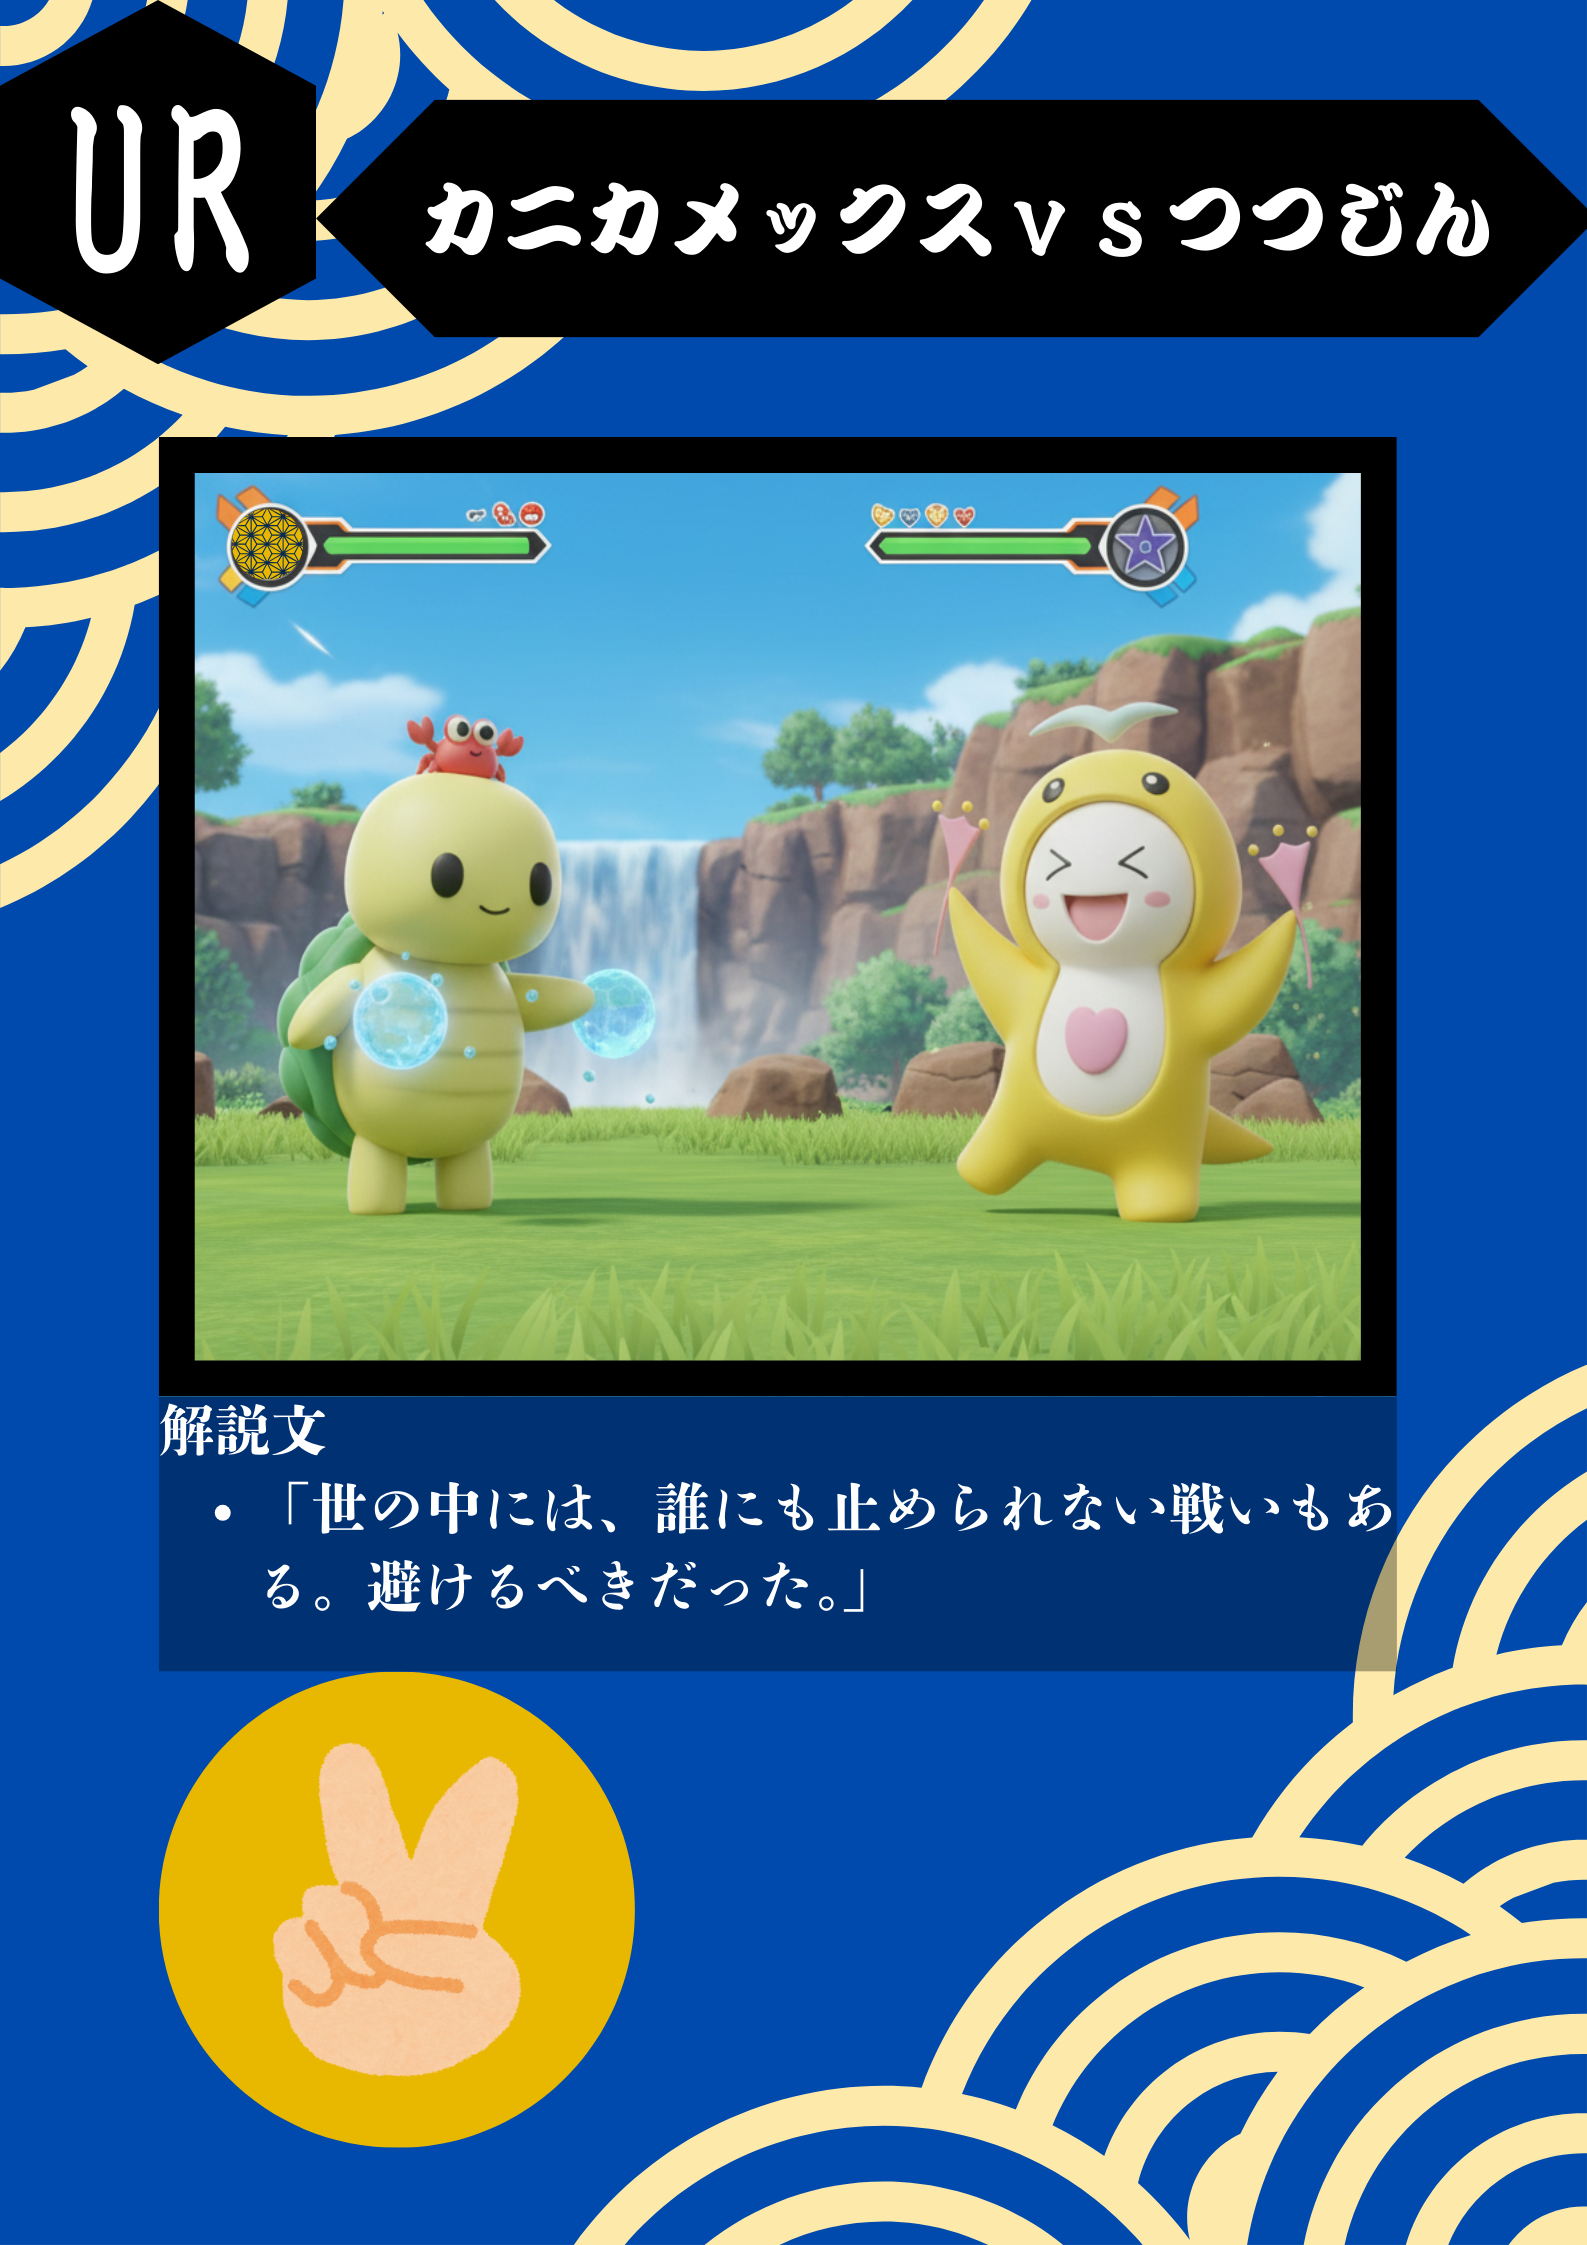 UR
カニカメックスｖｓつつじん
解説文
• 「世の中には、誰にも止められない戦いもあ
る。避けるべきだった。」